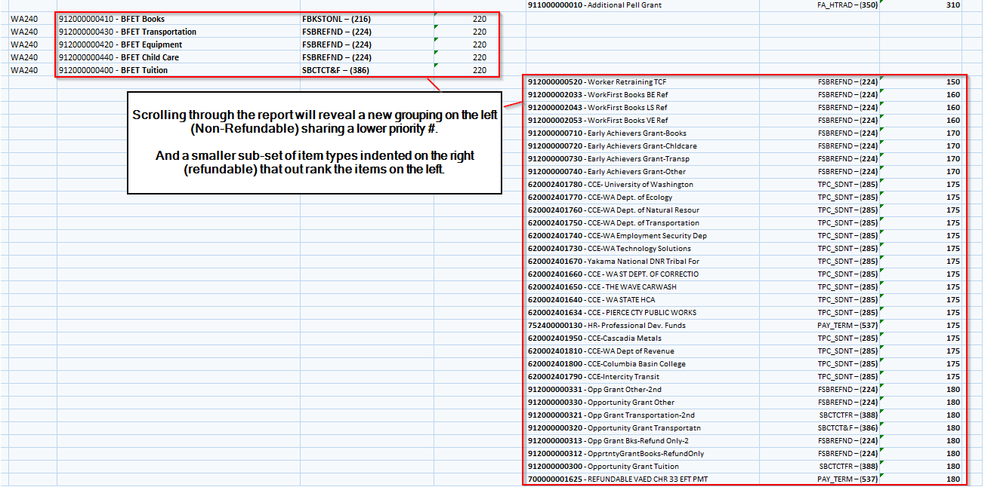 911000000010 - Additional Pell Grant FA_HTRAD – (350) 310
WA240 912000000410 - BFET Books FBKSTONL – (216) 220
WA240 912000000430 - BFET Transportation FSBREFND – (224) 220
WA240 912000000420 - BFET Equipment FSBREFND – (224) 220
WA240 912000000440 - BFET Child Care FSBREFND – (224) 220
WA240 912000000400 - BFET Tuition SBCTCT&F – (386) 220
Scrolling through the report will reveal a new grouping on the left
(Non-Refundable) sharing a lower priority #.
And a smaller sub-set of item types indented on the right
(refundable) that out rank the items on the left.
912000000520 - Worker Retraining TCF FSBREFND – (224) 150
912000002033 - WorkFirst Books BE Ref FSBREFND – (224) 160
912000002043 - WorkFirst Books LS Ref FSBREFND – (224) 160
912000002053 - WorkFirst Books VE Ref FSBREFND – (224) 160
912000000710 - Early Achievers Grant-Books FSBREFND – (224) 170
912000000720 - Early Achievers Grant-Chldcare FSBREFND – (224) 170
912000000730 - Early Achievers Grant-Transp FSBREFND – (224) 170
912000000740 - Early Achievers Grant-Other FSBREFND – (224) 170
620002401780 - CCE- University of Washington TPC_SDNT – (285) 175
620002401770 - CCE-WA Dept. of Ecology TPC_SDNT – (285) 175
620002401760 - CCE-WA Dept. of Natural Resour TPC_SDNT – (285) 175
620002401750 - CCE-WA Dept. of Transportation TPC_SDNT – (285) 175
620002401740 - CCE-WA Employment Security Dep TPC_SDNT – (285) 175
620002401730 - CCE-WA Technology Solutions TPC_SDNT – (285) 175
620002401670 - Yakama National DNR Tribal For TPC_SDNT – (285) 175
620002401660 - CCE - WA ST DEPT. OF CORRECTIO TPC_SDNT – (285) 175
620002401650 - CCE - THE WAVE CARWASH TPC_SDNT – (285) 175
620002401640 - CCE - WA STATE HCA TPC_SDNT – (285) 175
620002401634 - CCE - PIERCE CTY PUBLIC WORKS TPC_SDNT – (285) 175
752400000130 - HR- Professional Dev. Funds PAY_TERM – (537) 175
620002401950 - CCE-Cascadia Metals TPC_SDNT – (285) 175
620002401810 - CCE-WA Dept of Revenue TPC_SDNT – (285) 175
620002401800 - CCE-Columbia Basin College TPC_SDNT – (285) 175
620002401790 - CCE-Intercity Transit TPC_SDNT – (285) 175
912000000331 - Opp Grant Other-2nd FSBREFND – (224) 180
912000000330 - Opportunity Grant Other FSBREFND – (224) 180
912000000321 - Opp Grant Transportation-2nd SBCTCTFR – (388) 180
912000000320 - Opportunity Grant Transportatn SBCTCT&F – (386) 180
912000000313 - Opp Grant Bks-Refund Only-2 FSBREFND – (224) 180
912000000312 - OpprtntyGrantBooks-RefundOnly FSBREFND – (224) 180
912000000300 - Opportunity Grant Tuition SBCTCTFR – (388) 180
700000001625 - REFUNDABLE VAED CHR 33 EFT PMT PAY_TERM – (537) 180